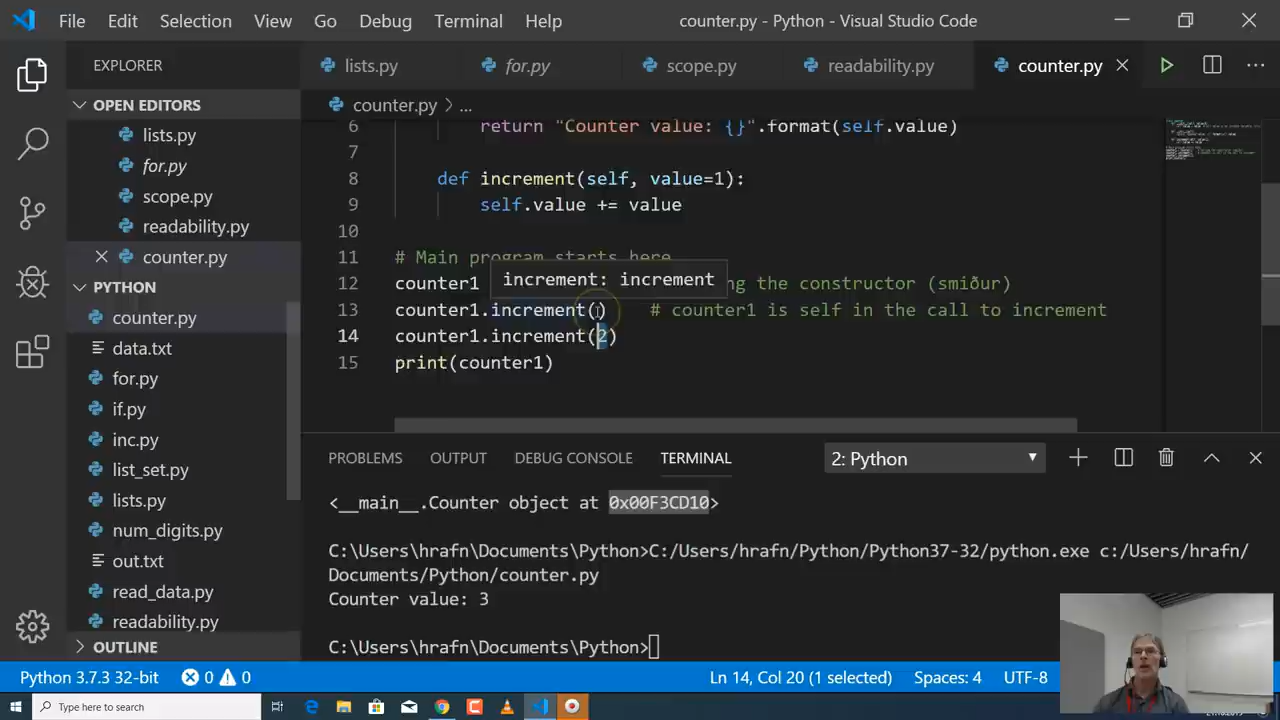 File Edit Selection View Go Debug Terminal Help counter.py - Python - Visual Studio Code
EXPLORER
OPEN EDITORS
lists.py
for.py
scope.py
readability.py
counter.py
PYTHON
counter.py
data.txt
for.py
if.py
inc.py
list_set.py
lists.py
num_digits.py
out.txt
read_data.py
readability.py
OUTLINE
lists.py for.py scope.py readability.py counter.py
counter.py > ...
6 return "Counter value: {}".format(self.value)
7
8 def increment(self, value=1):
9 self.value += value
10
11 # Main program starts here
increment: increment
12 counter1 ng the constructor (smiður)
13 counter1.increment() # counter1 is self in the call to increment
14 counter1.increment(2)
15 print(counter1)
PROBLEMS OUTPUT DEBUG CONSOLE TERMINAL 2: Python
<__main__.Counter object at 0x00F3CD10>
C:\Users\hrafn\Documents\Python>C:/Users/hrafn/Python/Python37-32/python.exe c:/Users/hrafn/
Documents/Python/counter.py
Counter value: 3
C:\Users\hrafn\Documents\Python>
Python 3.7.3 32-bit 0 0 Ln 14, Col 20 (1 selected) Spaces: 4 UTF-8
Type here to search